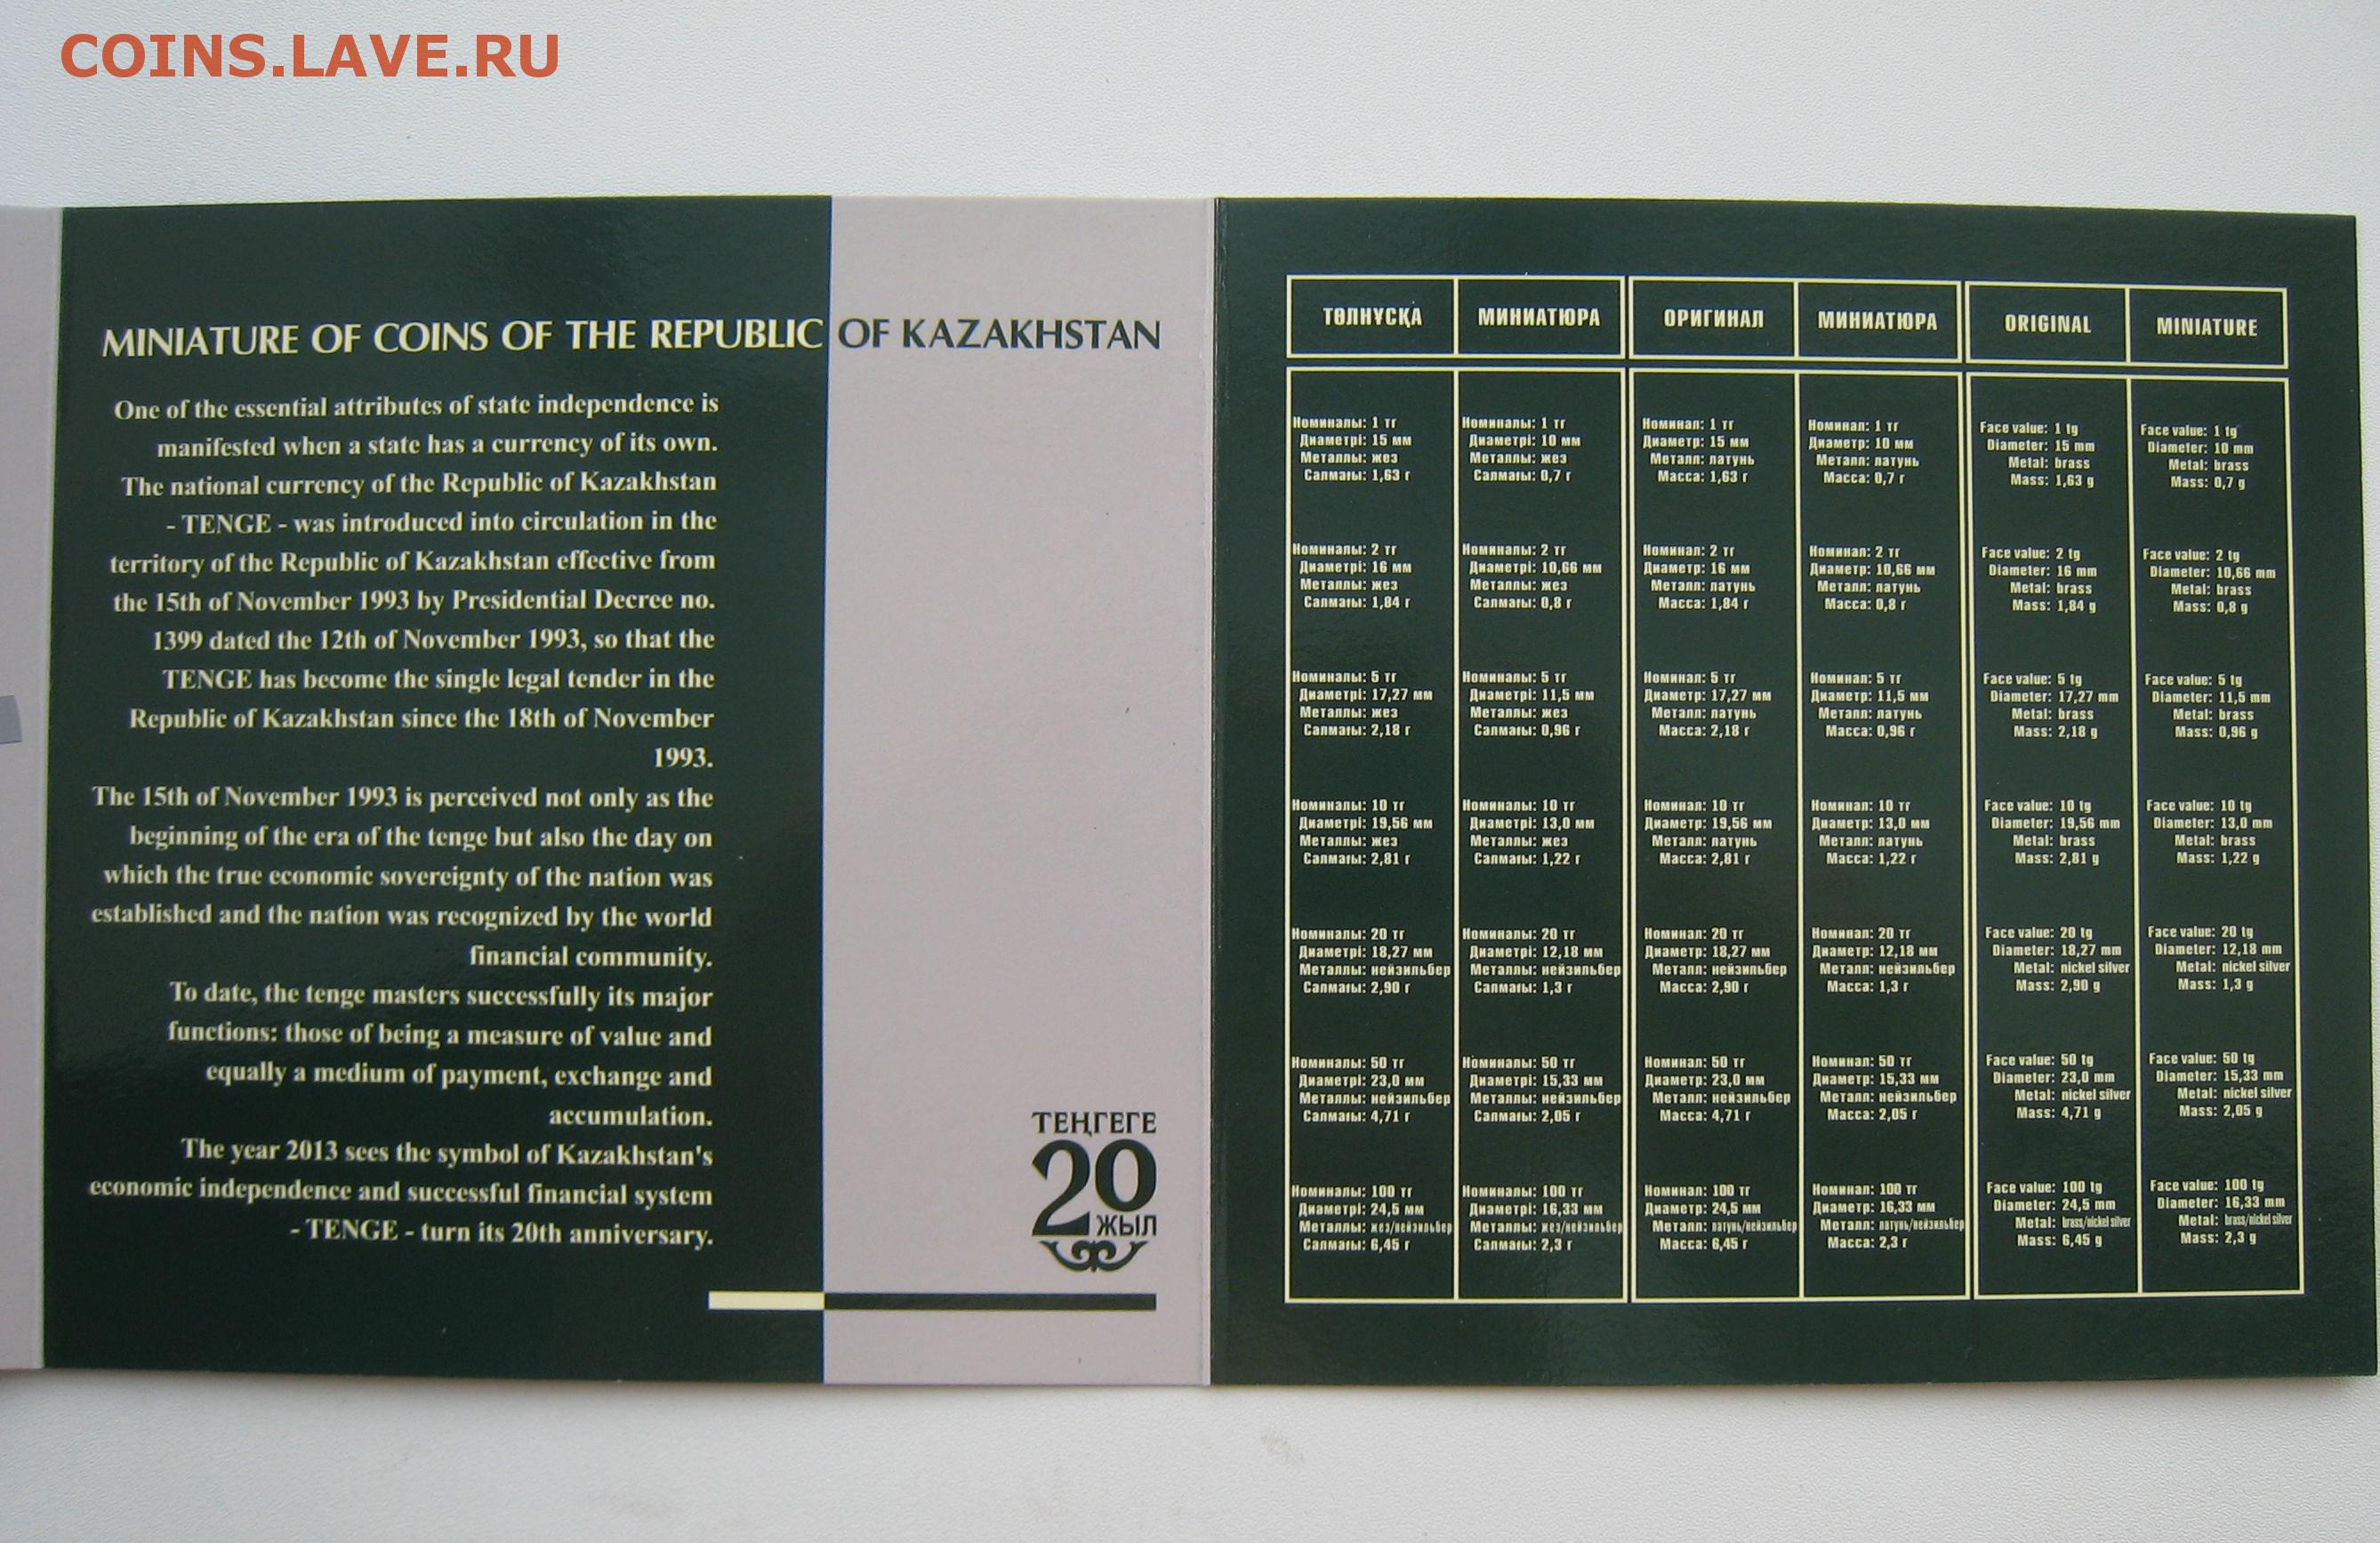 COINS.LAVE.RU
MINIATURE OF COINS OF THE REPUBLIC OF KAZAKHSTAN
One of the essential attributes of state independence is
manifested when a state has a currency of its own.
The national currency of the Republic of Kazakhstan
- TENGE - was introduced into circulation in the
territory of the Republic of Kazakhstan effective from
the 15th of November 1993 by Presidential Decree no.
1399 dated the 12th of November 1993, so that the
TENGE has become the single legal tender in the
Republic of Kazakhstan since the 18th of November
1993.
The 15th of November 1993 is perceived not only as the
beginning of the era of the tenge but also the day on
which the true economic sovereignty of the nation was
established and the nation was recognized by the world
financial community.
To date, the tenge masters successfully its major
functions: those of being a measure of value and
equally a medium of payment, exchange and
accumulation.
The year 2013 sees the symbol of Kazakhstan's
economic independence and successful financial system
- TENGE - turn its 20th anniversary.
ТЕҢГЕГЕ
20
ЖЫЛ
ТӨЛНҰСҚА
Номиналы: 1 тг
Диаметрі: 15 мм
Металлы: жез
Салмағы: 1,63 г
Номиналы: 2 тг
Диаметрі: 16 мм
Металлы: жез
Салмағы: 1,84 г
Номиналы: 5 тг
Диаметрі: 17,27 мм
Металлы: жез
Салмағы: 2,18 г
Номиналы: 10 тг
Диаметрі: 19,56 мм
Металлы: жез
Салмағы: 2,81 г
Номиналы: 20 тг
Диаметрі: 18,27 мм
Металлы: нейзильбер
Салмағы: 2,90 г
Номиналы: 50 тг
Диаметрі: 23,0 мм
Металлы: нейзильбер
Салмағы: 4,71 г
Номиналы: 100 тг
Диаметрі: 24,5 мм
Металлы: жез/нейзильбер
Салмағы: 6,45 г
МИНИАТЮРА
Номиналы: 1 тг
Диаметрі: 10 мм
Металлы: жез
Салмағы: 0,7 г
Номиналы: 2 тг
Диаметрі: 10,66 мм
Металлы: жез
Салмағы: 0,8 г
Номиналы: 5 тг
Диаметрі: 11,5 мм
Металлы: жез
Салмағы: 0,96 г
Номиналы: 10 тг
Диаметрі: 13,0 мм
Металлы: жез
Салмағы: 1,22 г
Номиналы: 20 тг
Диаметрі: 12,18 мм
Металлы: нейзильбер
Салмағы: 1,3 г
Номиналы: 50 тг
Диаметрі: 15,33 мм
Металлы: нейзильбер
Салмағы: 2,05 г
Номиналы: 100 тг
Диаметрі: 16,33 мм
Металлы: жез/нейзильбер
Салмағы: 2,3 г
ОРИГИНАЛ
Номинал: 1 тг
Диаметр: 15 мм
Металл: латунь
Масса: 1,63 г
Номинал: 2 тг
Диаметр: 16 мм
Металл: латунь
Масса: 1,84 г
Номинал: 5 тг
Диаметр: 17,27 мм
Металл: латунь
Масса: 2,18 г
Номинал: 10 тг
Диаметр: 19,56 мм
Металл: латунь
Масса: 2,81 г
Номинал: 20 тг
Диаметр: 18,27 мм
Металл: нейзильбер
Масса: 2,90 г
Номинал: 50 тг
Диаметр: 23,0 мм
Металл: нейзильбер
Масса: 4,71 г
Номинал: 100 тг
Диаметр: 24,5 мм
Металл: латунь/нейзильбер
Масса: 6,45 г
МИНИАТЮРА
Номинал: 1 тг
Диаметр: 10 мм
Металл: латунь
Масса: 0,7 г
Номинал: 2 тг
Диаметр: 10,66 мм
Металл: латунь
Масса: 0,8 г
Номинал: 5 тг
Диаметр: 11,5 мм
Металл: латунь
Масса: 0,96 г
Номинал: 10 тг
Диаметр: 13,0 мм
Металл: латунь
Масса: 1,22 г
Номинал: 20 тг
Диаметр: 12,18 мм
Металл: нейзильбер
Масса: 1,3 г
Номинал: 50 тг
Диаметр: 15,33 мм
Металл: нейзильбер
Масса: 2,05 г
Номинал: 100 тг
Диаметр: 16,33 мм
Металл: латунь/нейзильбер
Масса: 2,3 г
ORIGINAL
Face value: 1 tg
Diameter: 15 mm
Metal: brass
Mass: 1,63 g
Face value: 2 tg
Diameter: 16 mm
Metal: brass
Mass: 1,84 g
Face value: 5 tg
Diameter: 17,27 mm
Metal: brass
Mass: 2,18 g
Face value: 10 tg
Diameter: 19,56 mm
Metal: brass
Mass: 2,81 g
Face value: 20 tg
Diameter: 18,27 mm
Metal: nickel silver
Mass: 2,90 g
Face value: 50 tg
Diameter: 23,0 mm
Metal: nickel silver
Mass: 4,71 g
Face value: 100 tg
Diameter: 24,5 mm
Metal: brass/nickel silver
Mass: 6,45 g
MINIATURE
Face value: 1 tg
Diameter: 10 mm
Metal: brass
Mass: 0,7 g
Face value: 2 tg
Diameter: 10,66 mm
Metal: brass
Mass: 0,8 g
Face value: 5 tg
Diameter: 11,5 mm
Metal: brass
Mass: 0,96 g
Face value: 10 tg
Diameter: 13,0 mm
Metal: brass
Mass: 1,22 g
Face value: 20 tg
Diameter: 12,18 mm
Metal: nickel silver
Mass: 1,3 g
Face value: 50 tg
Diameter: 15,33 mm
Metal: nickel silver
Mass: 2,05 g
Face value: 100 tg
Diameter: 16,33 mm
Metal: brass/nickel silver
Mass: 2,3 g